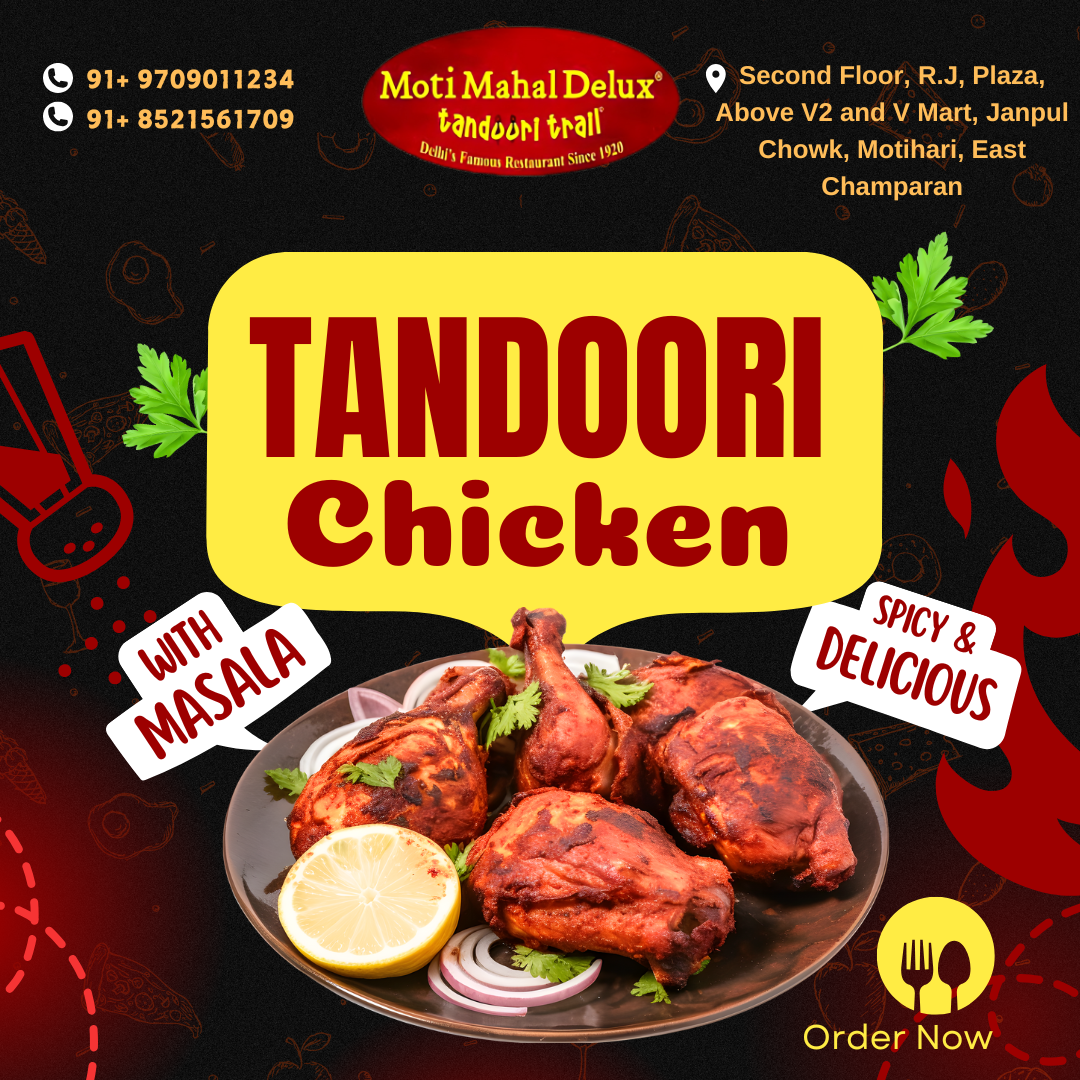 91+ 9709011234
91+ 8521561709
Moti Mahal Delux®
tandoori trail
Delhi's Famous Restaurant Since 1920
Second Floor, R.J, Plaza,
Above V2 and V Mart, Janpul
Chowk, Motihari, East
Champaran
TANDOORI
Chicken
WITH
MASALA
SPICY &
DELICIOUS
Order Now